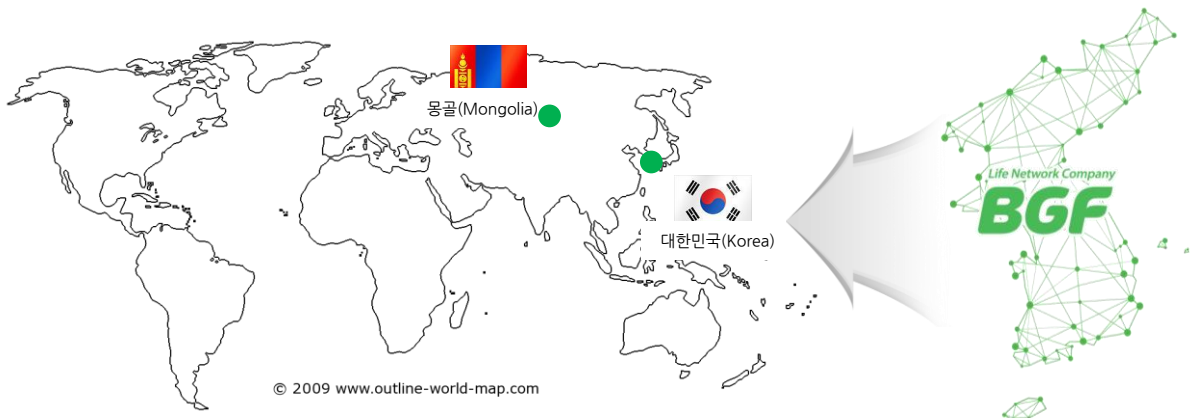 몽골(Mongolia)
대한민국(Korea)
Life Network Company
BGF
© 2009 www.outline-world-map.com